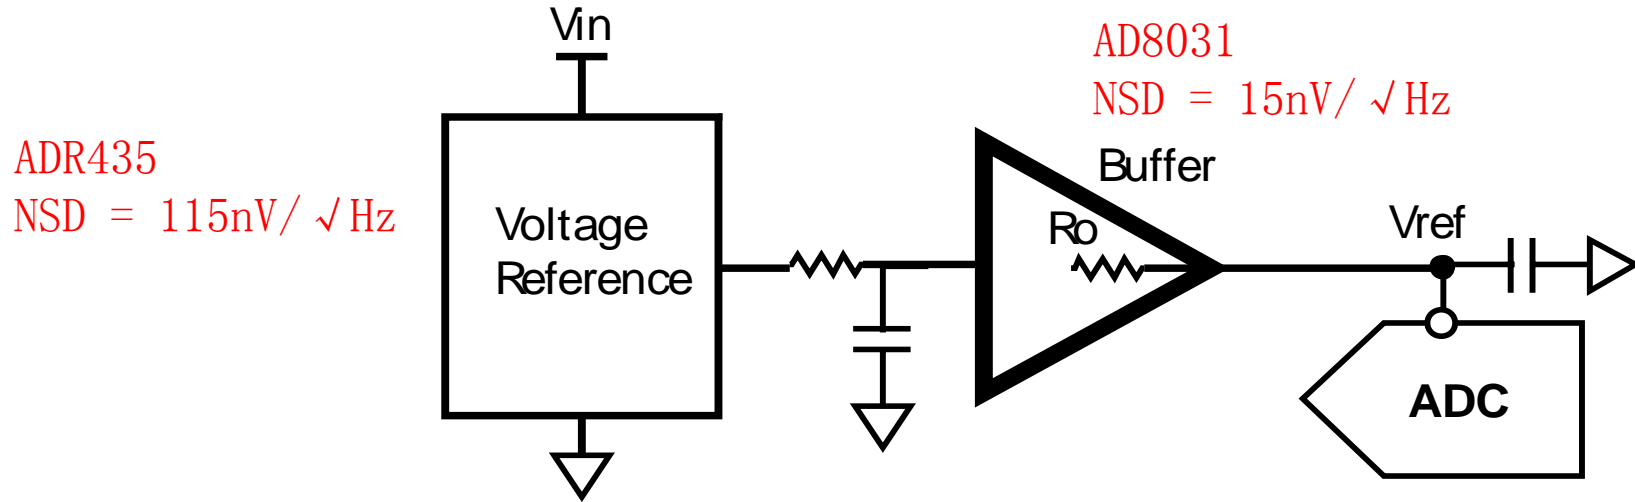 Vin
AD8031
NSD = 15nV/√Hz
ADR435
NSD = 115nV/√Hz
Buffer
Voltage
Reference
Ro
Vref
ADC